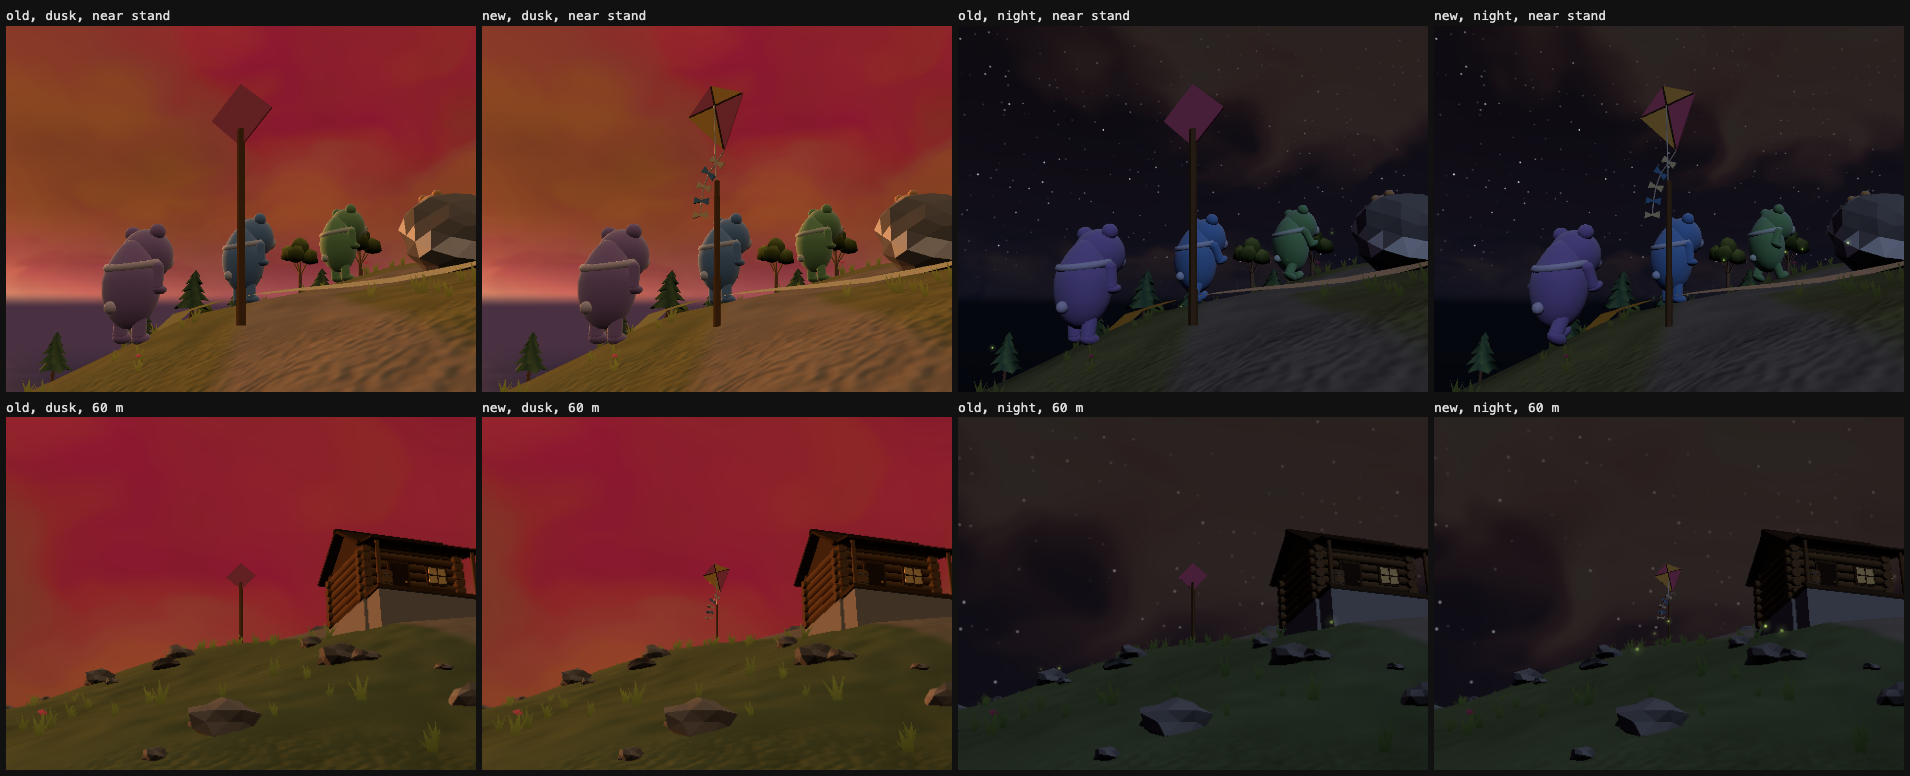 old, dusk, near stand
new, dusk, near stand
old, night, near stand
new, night, near stand
old, dusk, 60 m
new, dusk, 60 m
old, night, 60 m
new, night, 60 m